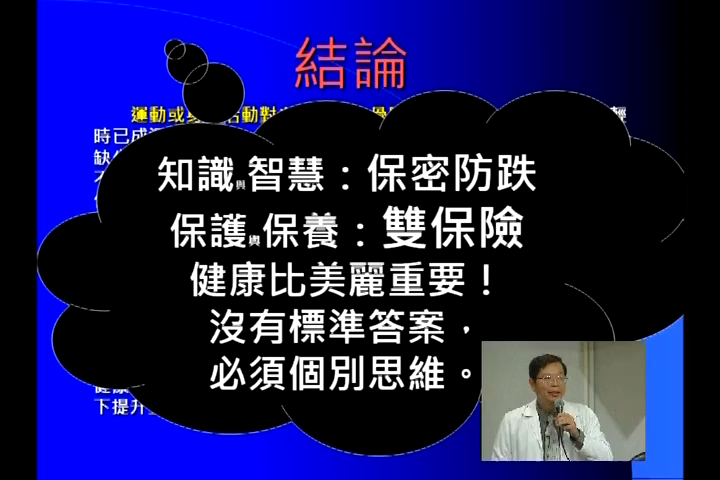 結論
運動或
時已成
知識與智慧：保密防跌
保護與保養：雙保險
健康比美麗重要！
沒有標準答案，
必須個別思維。
下提升